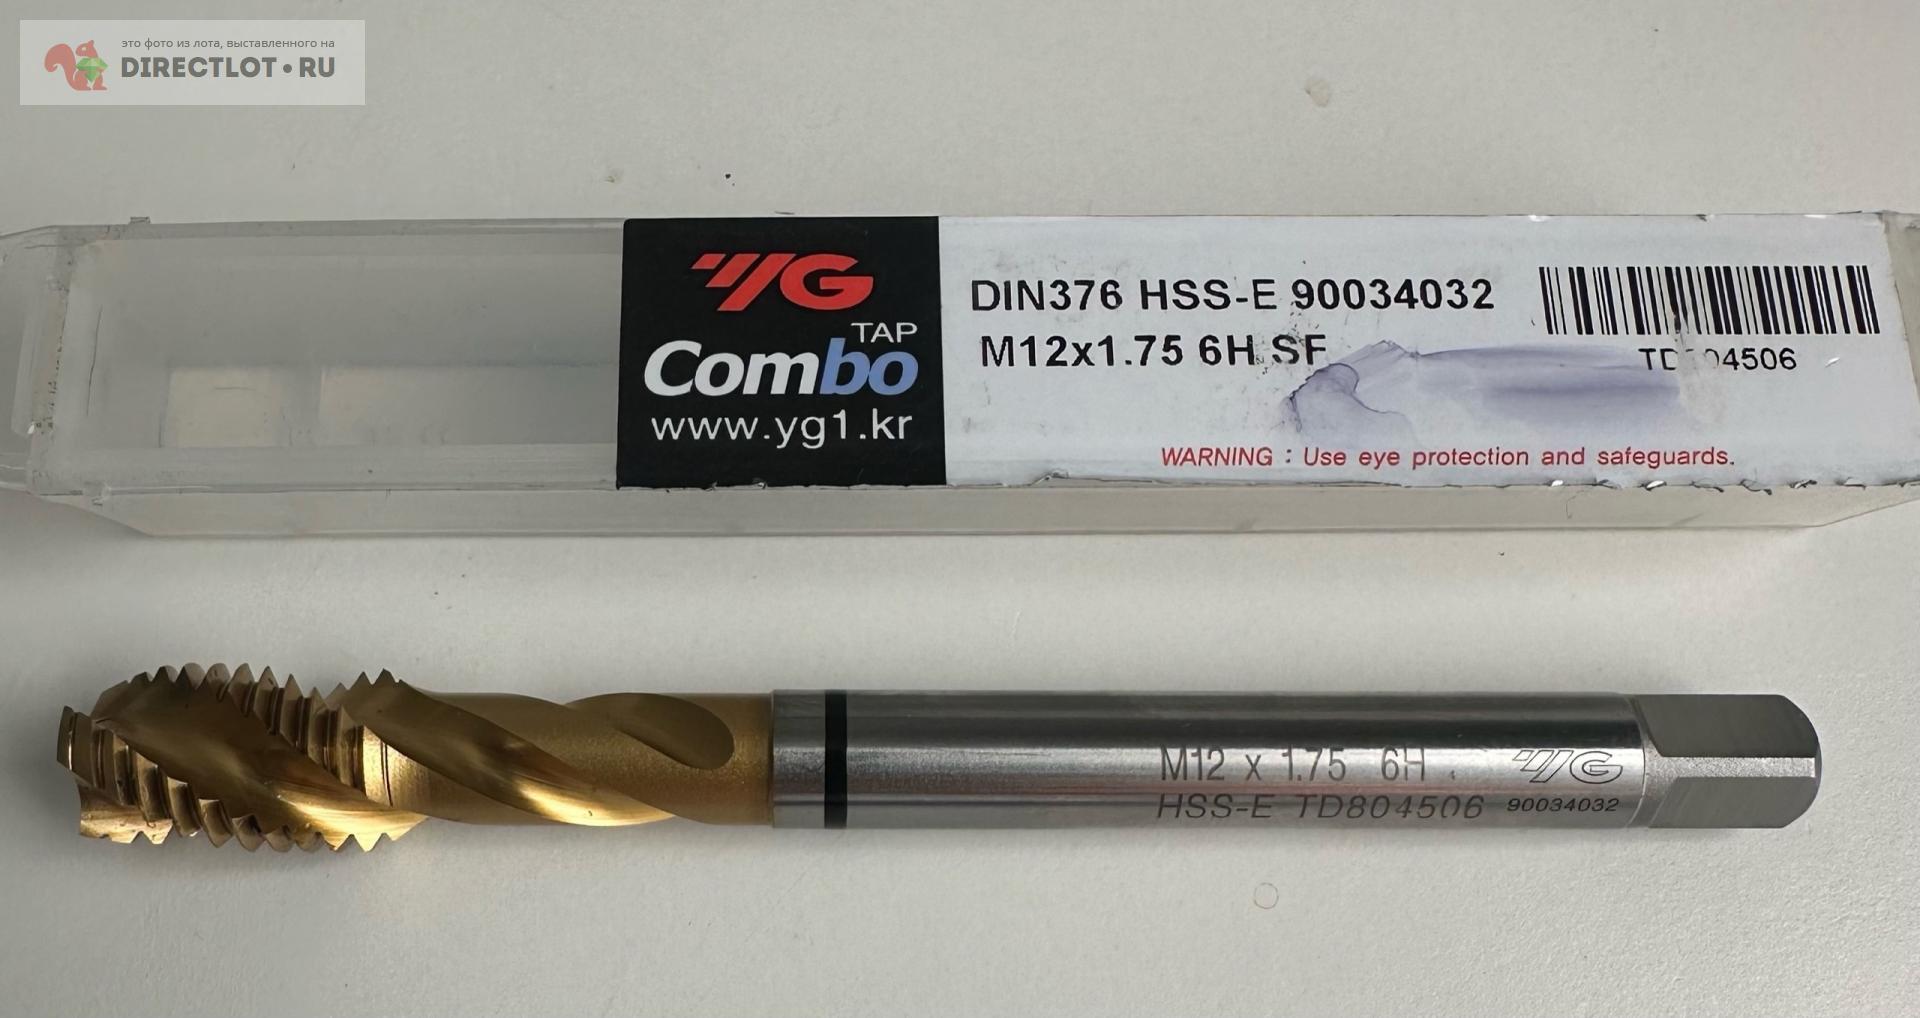 это фото из лота, выставленного на
DIRECTLOT•RU
YG
TAP
Combo
www.yg1.kr
DIN376 HSS-E 90034032
M12x1.75 6H SF
04506
WARNING : Use eye protection and safeguards.
M12 x 1.75 6H
YG
HSS-E TD804506 90034032